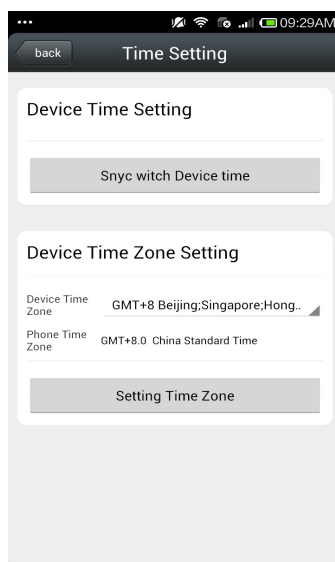 09:29AM
back
Time Setting
Device Time Setting
Snyc witch Device time
Device Time Zone Setting
Device Time
Zone
GMT+8 Beijing;Singapore;Hong..
Phone Time
Zone
GMT+8.0 China Standard Time
Setting Time Zone